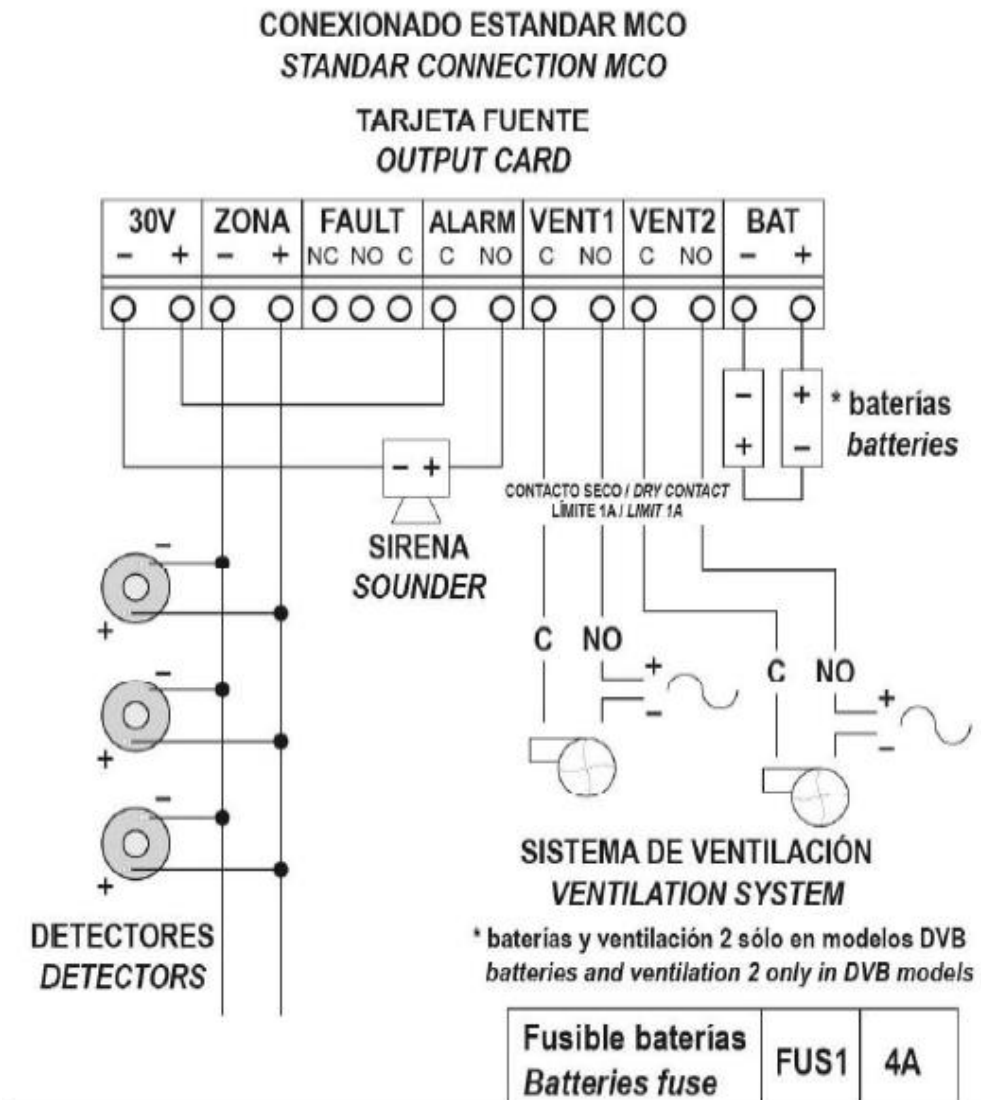 CONEXIONADO ESTANDAR MCO
STANDAR CONNECTION MCO
TARJETA FUENTE
OUTPUT CARD
30V ZONA FAULT ALARM VENT1 VENT2 BAT
− + − + NC NO C C NO C NO C NO − +
− +
+ −
* baterías
batteries
− +
CONTACTO SECO / DRY CONTACT
LÍMITE 1A / LIMIT 1A
SIRENA
SOUNDER
−
+
−
+
−
+
C NO
+
−
C NO
+
−
DETECTORES
DETECTORS
SISTEMA DE VENTILACIÓN
VENTILATION SYSTEM
* baterías y ventilación 2 sólo en modelos DVB
batteries and ventilation 2 only in DVB models
Fusible baterías FUS1 4A
Batteries fuse